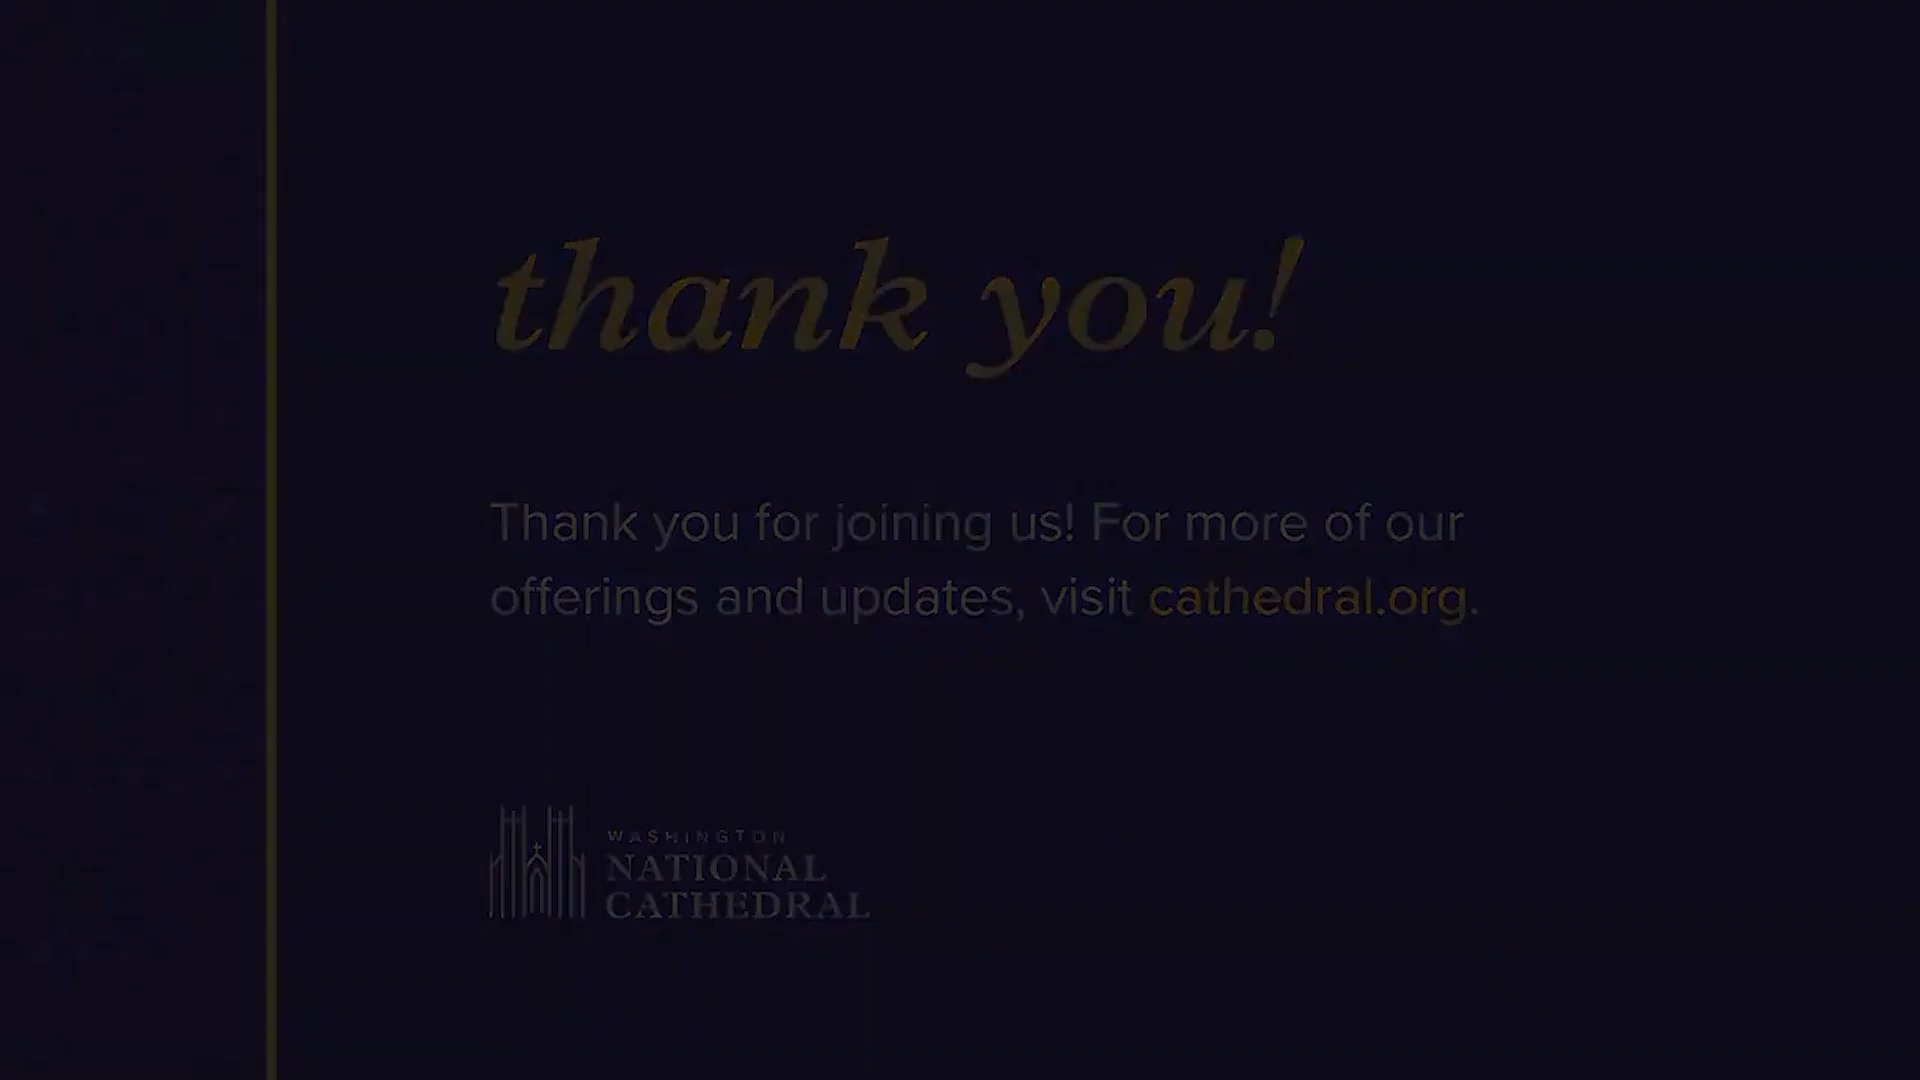 thank you!
Thank you for joining us! For more of our
offerings and updates, visit cathedral.org.
WASHINGTON
NATIONAL
CATHEDRAL